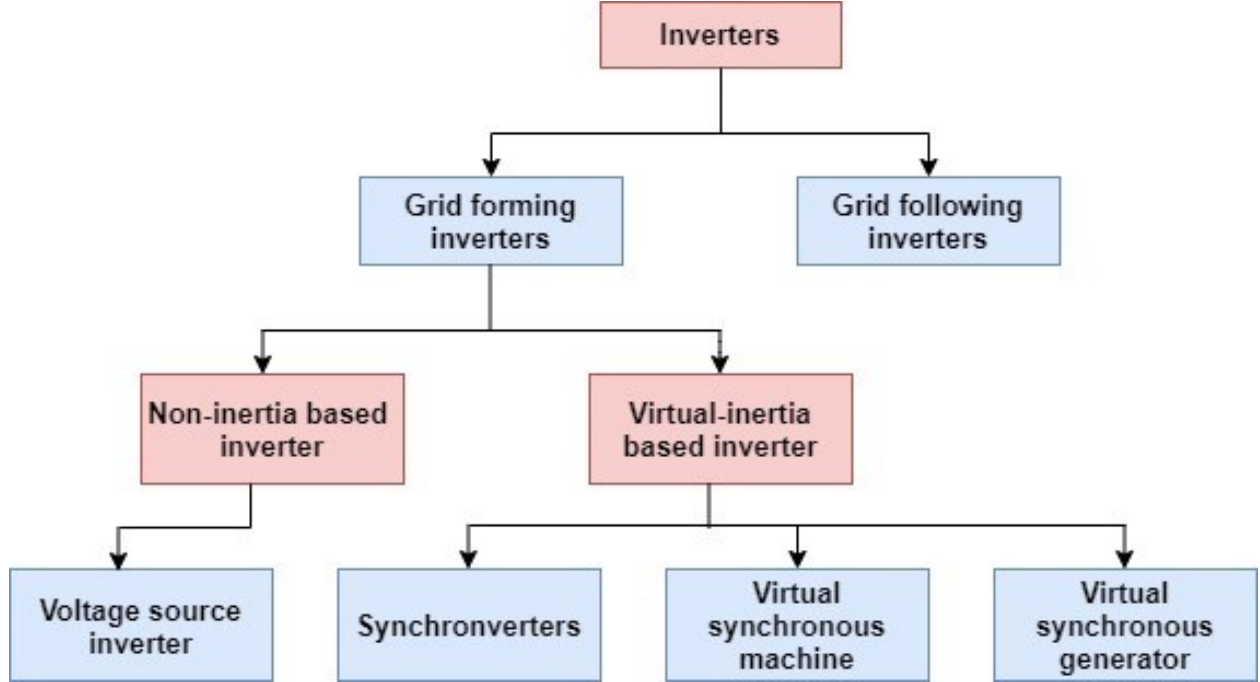 Inverters
Grid forming
inverters
Grid following
inverters
Non-inertia based
inverter
Virtual-inertia
based inverter
Voltage source
inverter
Synchronverters
Virtual
synchronous
machine
Virtual
synchronous
generator